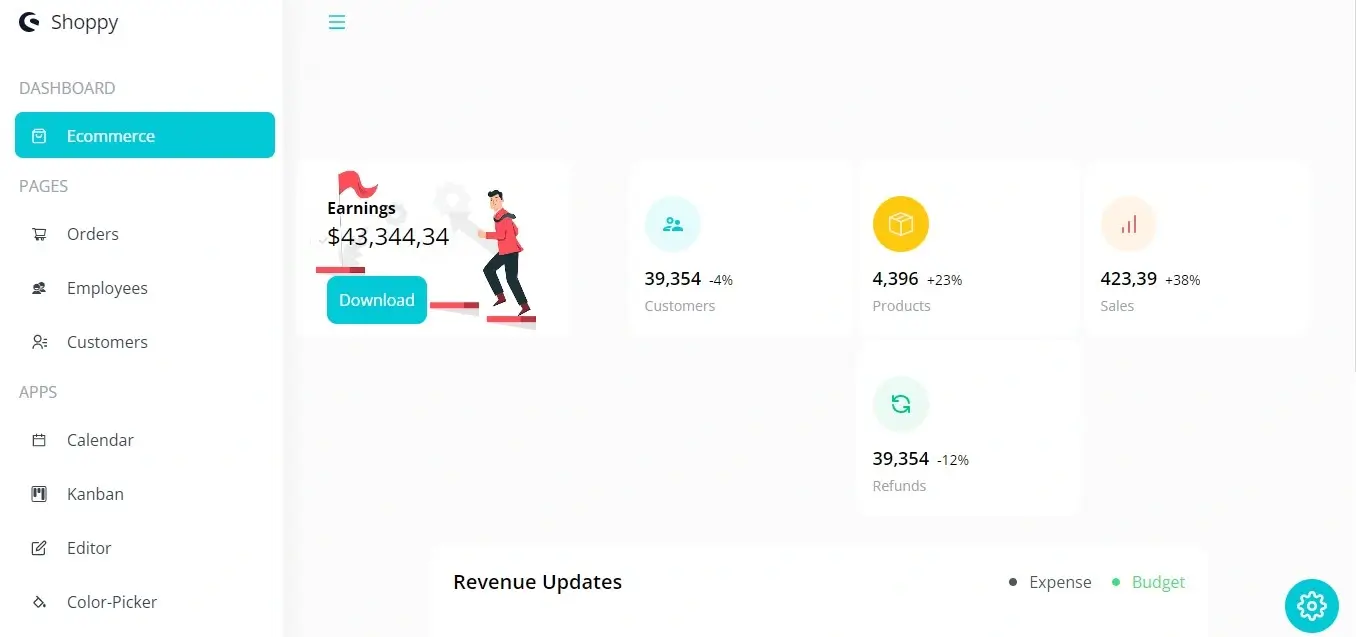 Shoppy
DASHBOARD
Ecommerce
PAGES
Orders
Employees
Customers
APPS
Calendar
Kanban
Editor
Color-Picker
Earnings
$43,344,34
Download
39,354 -4%
Customers
4,396 +23%
Products
423,39 +38%
Sales
39,354 -12%
Refunds
Revenue Updates
Expense Budget